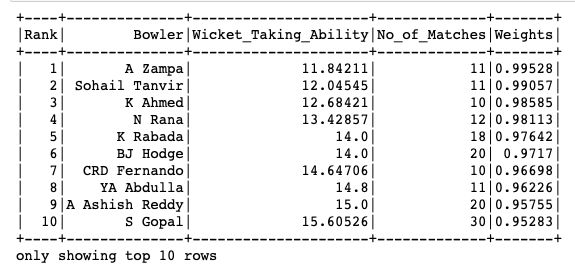 +----+---------------+----------------------+-------------+-------+
|Rank|         Bowler|Wicket_Taking_Ability|No_of_Matches|Weights|
+----+---------------+----------------------+-------------+-------+
|   1|        A Zampa|             11.84211|           11|0.99528|
|   2| Sohail Tanvir|             12.04545|           11|0.99057|
|   3|        K Ahmed|             12.68421|           10|0.98585|
|   4|         N Rana|             13.42857|           12|0.98113|
|   5|       K Rabada|                 14.0|           18|0.97642|
|   6|       BJ Hodge|                 14.0|           20| 0.9717|
|   7|   CRD Fernando|             14.64706|           10|0.96698|
|   8|    YA Abdulla|                 14.8|           11|0.96226|
|   9|A Ashish Reddy|                 15.0|           20|0.95755|
|  10|        S Gopal|             15.60526|           30|0.95283|
+----+---------------+----------------------+-------------+-------+
only showing top 10 rows